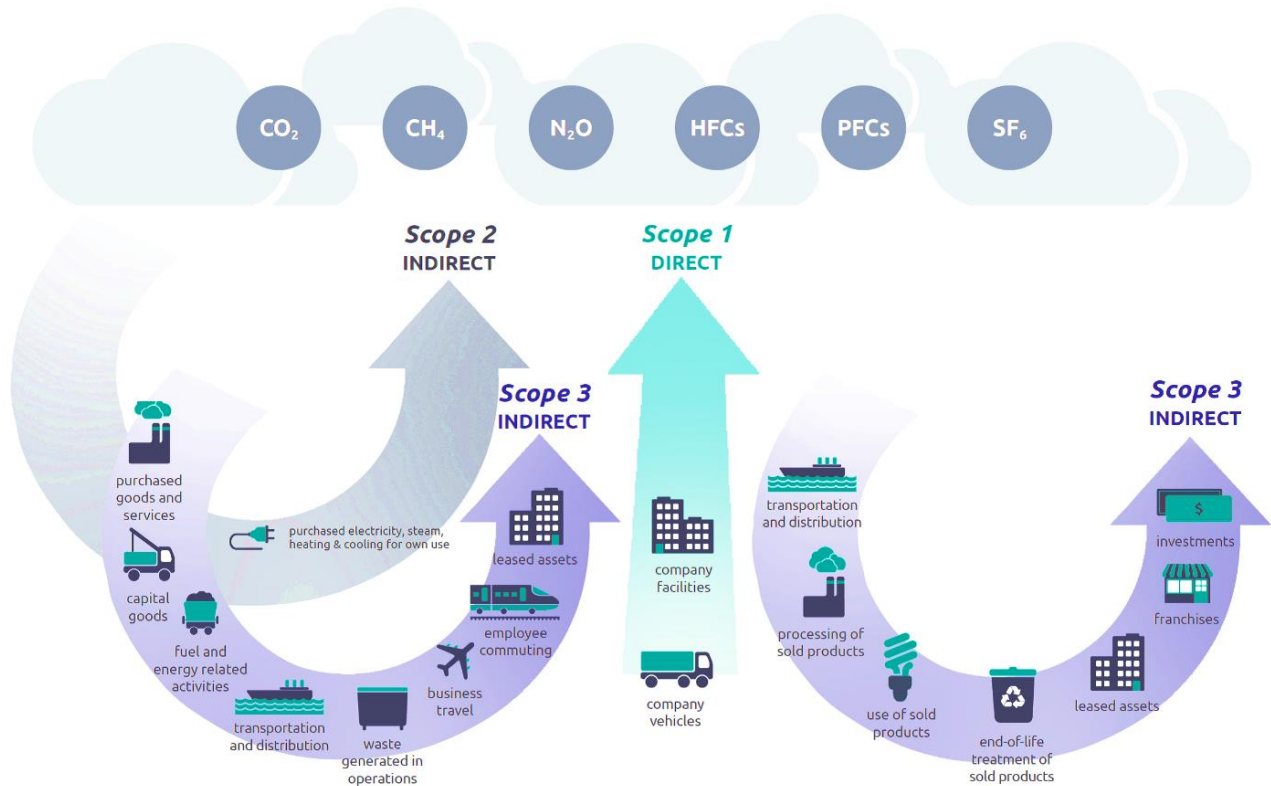 CO₂
CH₄
N₂O
HFCs
PFCs
SF₆
Scope 2
INDIRECT
Scope 1
DIRECT
Scope 3
INDIRECT
Scope 3
INDIRECT
purchased
goods and
services
capital
goods
fuel and
energy related
activities
transportation
and distribution
waste
generated in
operations
business
travel
employee
commuting
leased assets
purchased electricity, steam,
heating & cooling for own use
company
facilities
company
vehicles
transportation
and distribution
processing of
sold products
use of sold
products
end-of-life
treatment of
sold products
leased assets
franchises
$
investments